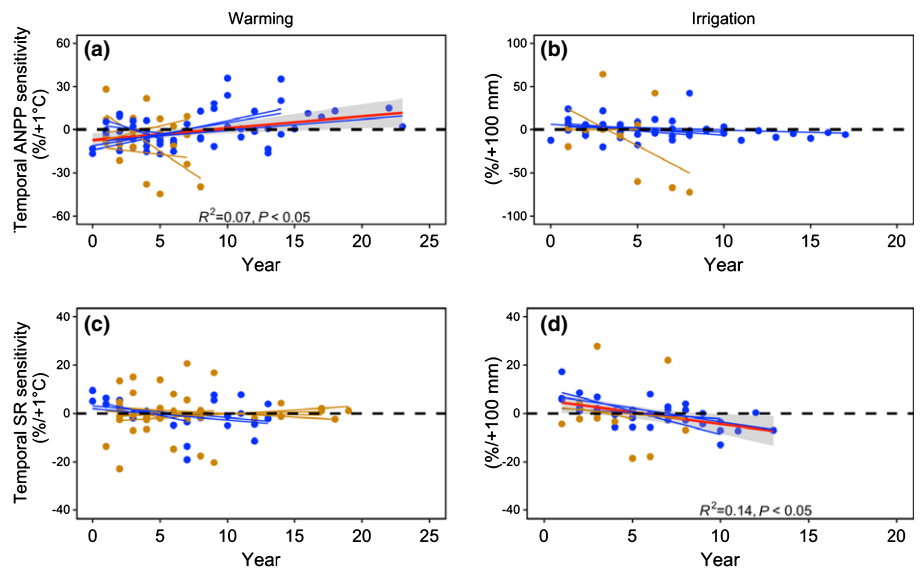 Warming
Irrigation
(a)
Temporal ANPP sensitivity
(%/+1°C)
60
30
0
-30
-60
R²=0.07, P < 0.05
0 5 10 15 20 25
Year
(b)
(%/+100 mm)
100
50
0
-50
-100
0 5 10 15 20
Year
(c)
Temporal SR sensitivity
(%/+1°C)
40
20
0
-20
-40
0 5 10 15 20 25
Year
(d)
(%/+100 mm)
40
20
0
-20
-40
R²=0.14, P < 0.05
0 5 10 15 20
Year